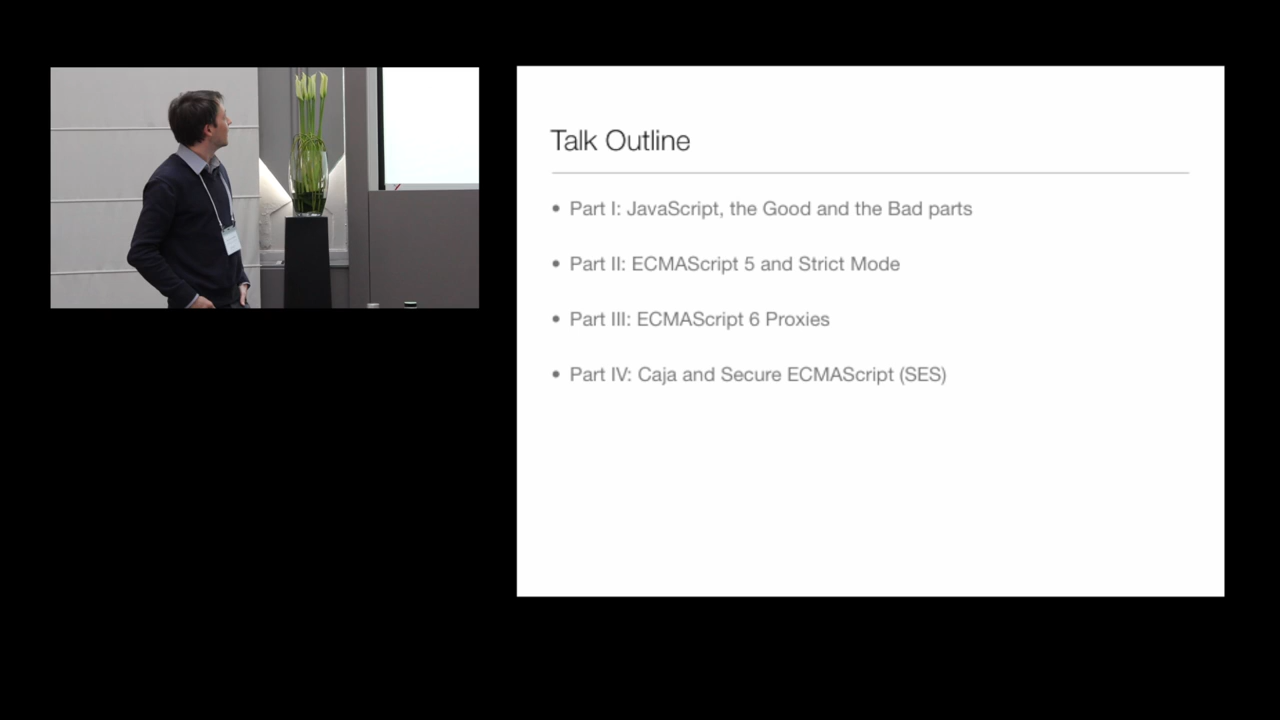 Talk Outline
• Part I: JavaScript, the Good and the Bad parts
• Part II: ECMAScript 5 and Strict Mode
• Part III: ECMAScript 6 Proxies
• Part IV: Caja and Secure ECMAScript (SES)